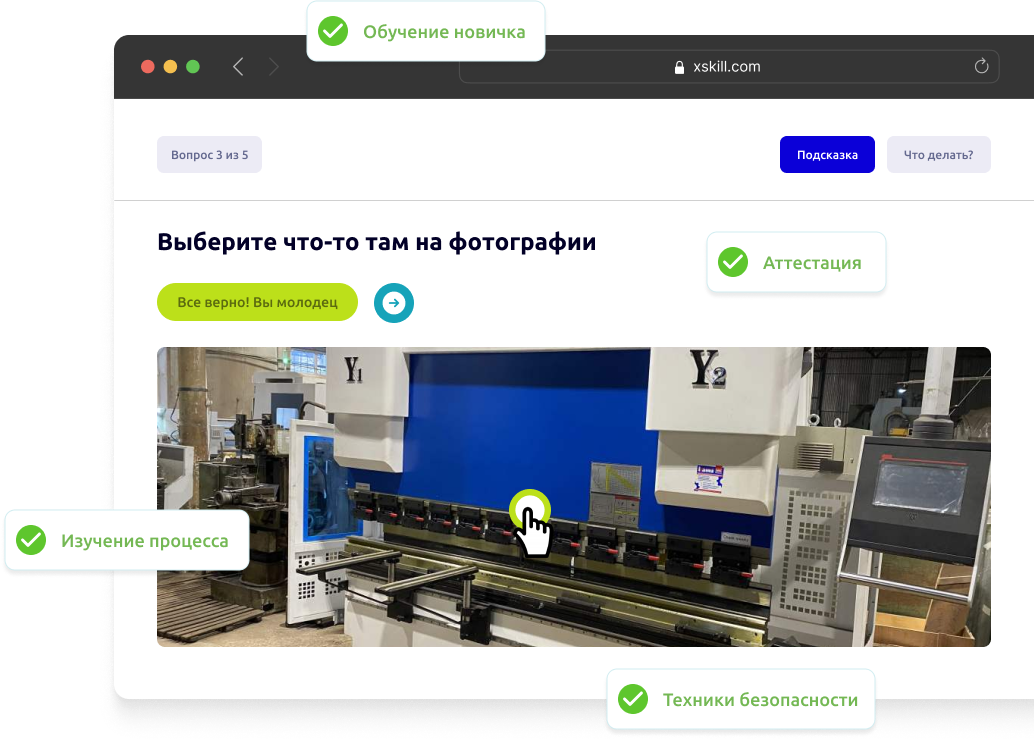 Обучение новичка
xskill.com
Вопрос 3 из 5
Подсказка
Что делать?
Выберите что-то там на фотографии
Аттестация
Все верно! Вы молодец
Y1
Y2
Изучение процесса
Техники безопасности